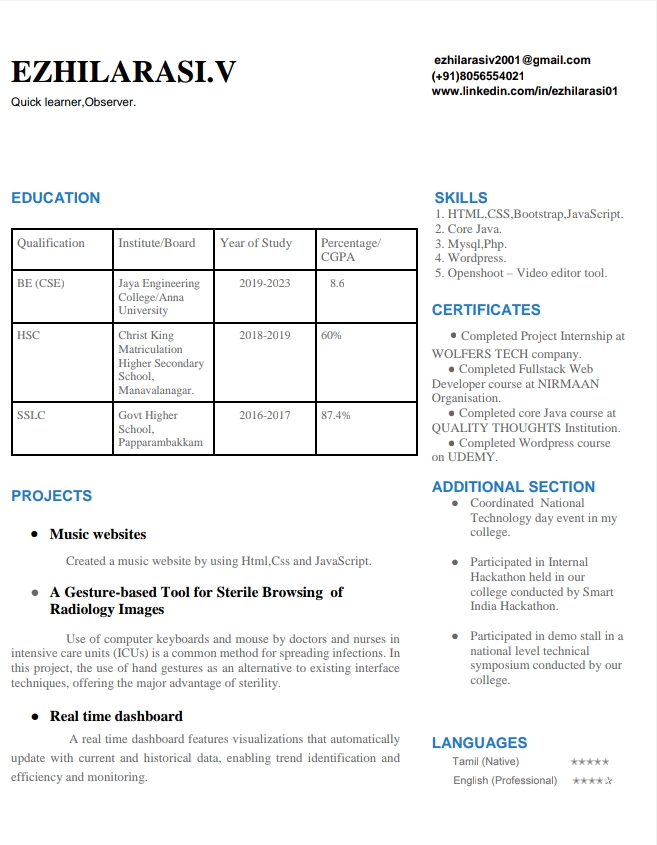 EZHILARASI.V
Quick learner,Observer.
ezhilarasiv2001@gmail.com
(+91)8056554021
www.linkedin.com/in/ezhilarasi01
EDUCATION
Qualification Institute/Board Year of Study Percentage/
CGPA
BE (CSE) Jaya Engineering 2019-2023 8.6
College/Anna
University
HSC Christ King 2018-2019 60%
Matriculation
Higher Secondary
School,
Manavalanagar.
SSLC Govt Higher 2016-2017 87.4%
School,
Papparambakkam
PROJECTS
● Music websites
Created a music website by using Html,Css and JavaScript.
● A Gesture-based Tool for Sterile Browsing of
Radiology Images
Use of computer keyboards and mouse by doctors and nurses in
intensive care units (ICUs) is a common method for spreading infections. In
this project, the use of hand gestures as an alternative to existing interface
techniques, offering the major advantage of sterility.
● Real time dashboard
A real time dashboard features visualizations that automatically
update with current and historical data, enabling trend identification and
efficiency and monitoring.
SKILLS
1. HTML,CSS,Bootstrap,JavaScript.
2. Core Java.
3. Mysql,Php.
4. Wordpress.
5. Openshoot – Video editor tool.
CERTIFICATES
● Completed Project Internship at
WOLFERS TECH company.
● Completed Fullstack Web
Developer course at NIRMAAN
Organisation.
● Completed core Java course at
QUALITY THOUGHTS Institution.
● Completed Wordpress course
on UDEMY.
ADDITIONAL SECTION
● Coordinated National
Technology day event in my
college.
● Participated in Internal
Hackathon held in our
college conducted by Smart
India Hackathon.
● Participated in demo stall in a
national level technical
symposium conducted by our
college.
LANGUAGES
Tamil (Native) ★★★★★
English (Professional) ★★★★☆